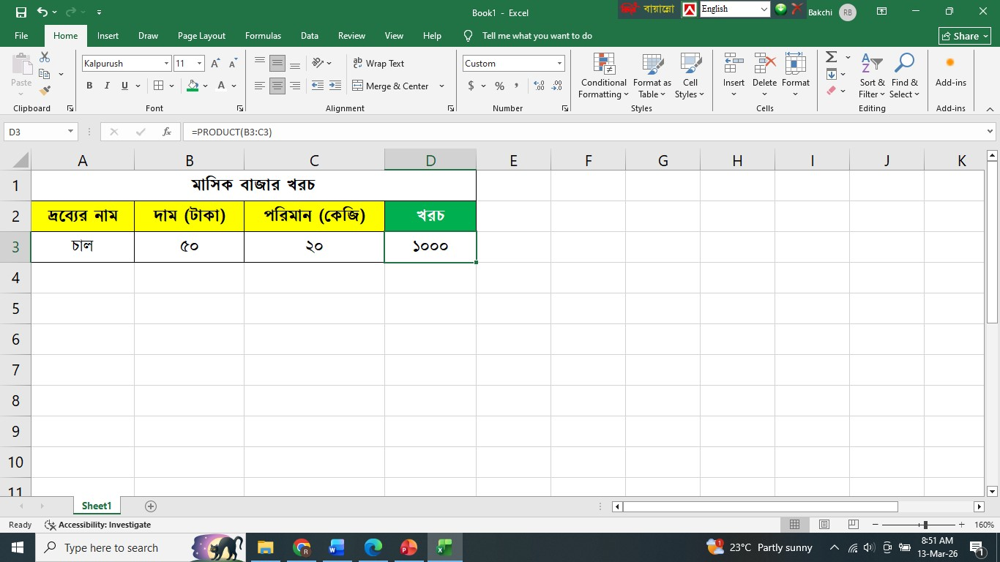 Book1 - Excel
বায়ান্নো
English
Bakchi
RB
File Home Insert Draw Page Layout Formulas Data Review View Help Tell me what you want to do
Share
Paste
Kalpurush 11
Wrap Text
Custom
Conditional Formatting
Format as Table
Cell Styles
Insert Delete Format
Sort & Filter
Find & Select
Add-ins
B I U
Merge & Center
$ %
Clipboard Font Alignment Number Styles Cells Editing Add-ins
D3 fx =PRODUCT(B3:C3)
A B C D E F G H I J K
1 মাসিক বাজার খরচ
2 দ্রব্যের নাম দাম (টাকা) পরিমান (কেজি) খরচ
3 চাল ৫০ ২০ ১০০০
4
5
6
7
8
9
10
11
Sheet1
Ready Accessibility: Investigate 160%
Type here to search
23°C Partly sunny
8:51 AM
13-Mar-26